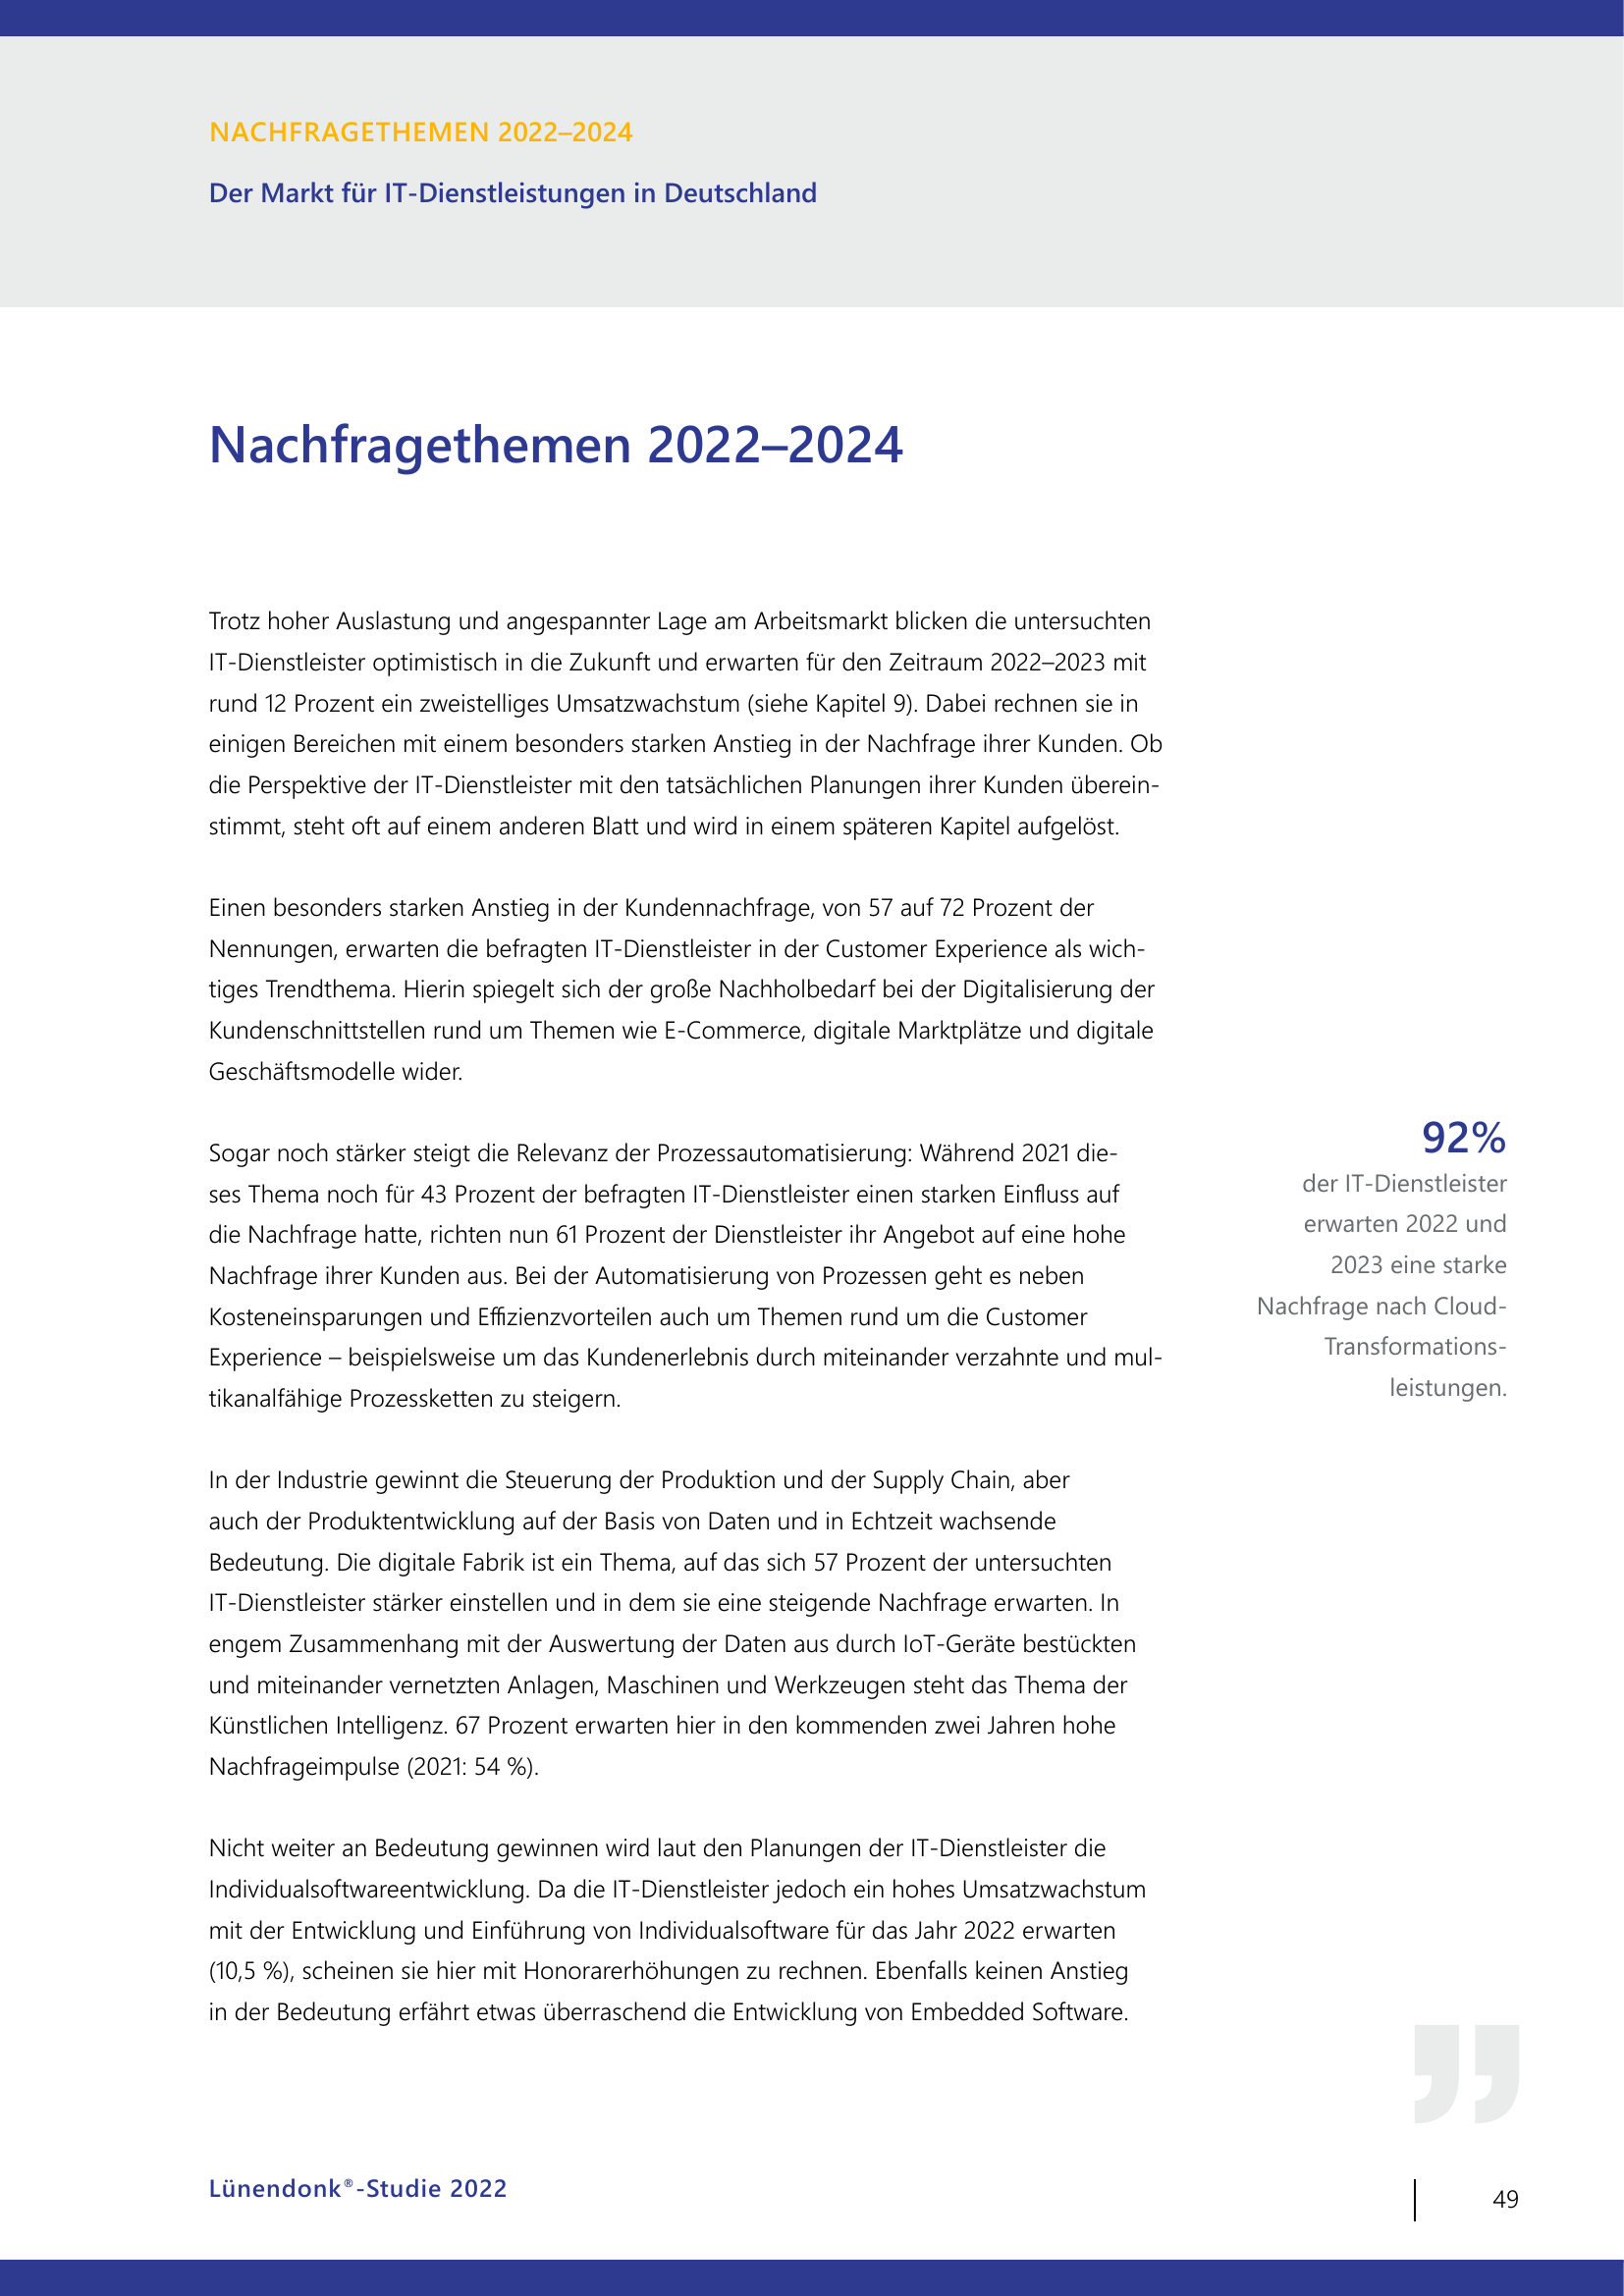 NACHFRAGETHEMEN 2022–2024
Der Markt für IT-Dienstleistungen in Deutschland
Nachfragethemen 2022–2024
Trotz hoher Auslastung und angespannter Lage am Arbeitsmarkt blicken die untersuchten
IT-Dienstleister optimistisch in die Zukunft und erwarten für den Zeitraum 2022–2023 mit
rund 12 Prozent ein zweistelliges Umsatzwachstum (siehe Kapitel 9). Dabei rechnen sie in
einigen Bereichen mit einem besonders starken Anstieg in der Nachfrage ihrer Kunden. Ob
die Perspektive der IT-Dienstleister mit den tatsächlichen Planungen ihrer Kunden überein-
stimmt, steht oft auf einem anderen Blatt und wird in einem späteren Kapitel aufgelöst.
Einen besonders starken Anstieg in der Kundennachfrage, von 57 auf 72 Prozent der
Nennungen, erwarten die befragten IT-Dienstleister in der Customer Experience als wich-
tiges Trendthema. Hierin spiegelt sich der große Nachholbedarf bei der Digitalisierung der
Kundenschnittstellen rund um Themen wie E-Commerce, digitale Marktplätze und digitale
Geschäftsmodelle wider.
Sogar noch stärker steigt die Relevanz der Prozessautomatisierung: Während 2021 die-
ses Thema noch für 43 Prozent der befragten IT-Dienstleister einen starken Einfluss auf
die Nachfrage hatte, richten nun 61 Prozent der Dienstleister ihr Angebot auf eine hohe
Nachfrage ihrer Kunden aus. Bei der Automatisierung von Prozessen geht es neben
Kosteneinsparungen und Effizienzvorteilen auch um Themen rund um die Customer
Experience – beispielsweise um das Kundenerlebnis durch miteinander verzahnte und mul-
tikanalfähige Prozessketten zu steigern.
92%
der IT-Dienstleister
erwarten 2022 und
2023 eine starke
Nachfrage nach Cloud-
Transformations-
leistungen.
In der Industrie gewinnt die Steuerung der Produktion und der Supply Chain, aber
auch der Produktentwicklung auf der Basis von Daten und in Echtzeit wachsende
Bedeutung. Die digitale Fabrik ist ein Thema, auf das sich 57 Prozent der untersuchten
IT-Dienstleister stärker einstellen und in dem sie eine steigende Nachfrage erwarten. In
engem Zusammenhang mit der Auswertung der Daten aus durch IoT-Geräte bestückten
und miteinander vernetzten Anlagen, Maschinen und Werkzeugen steht das Thema der
Künstlichen Intelligenz. 67 Prozent erwarten hier in den kommenden zwei Jahren hohe
Nachfrageimpulse (2021: 54 %).
Nicht weiter an Bedeutung gewinnen wird laut den Planungen der IT-Dienstleister die
Individualsoftwareentwicklung. Da die IT-Dienstleister jedoch ein hohes Umsatzwachstum
mit der Entwicklung und Einführung von Individualsoftware für das Jahr 2022 erwarten
(10,5 %), scheinen sie hier mit Honorarerhöhungen zu rechnen. Ebenfalls keinen Anstieg
in der Bedeutung erfährt etwas überraschend die Entwicklung von Embedded Software.
Lünendonk®-Studie 2022
49